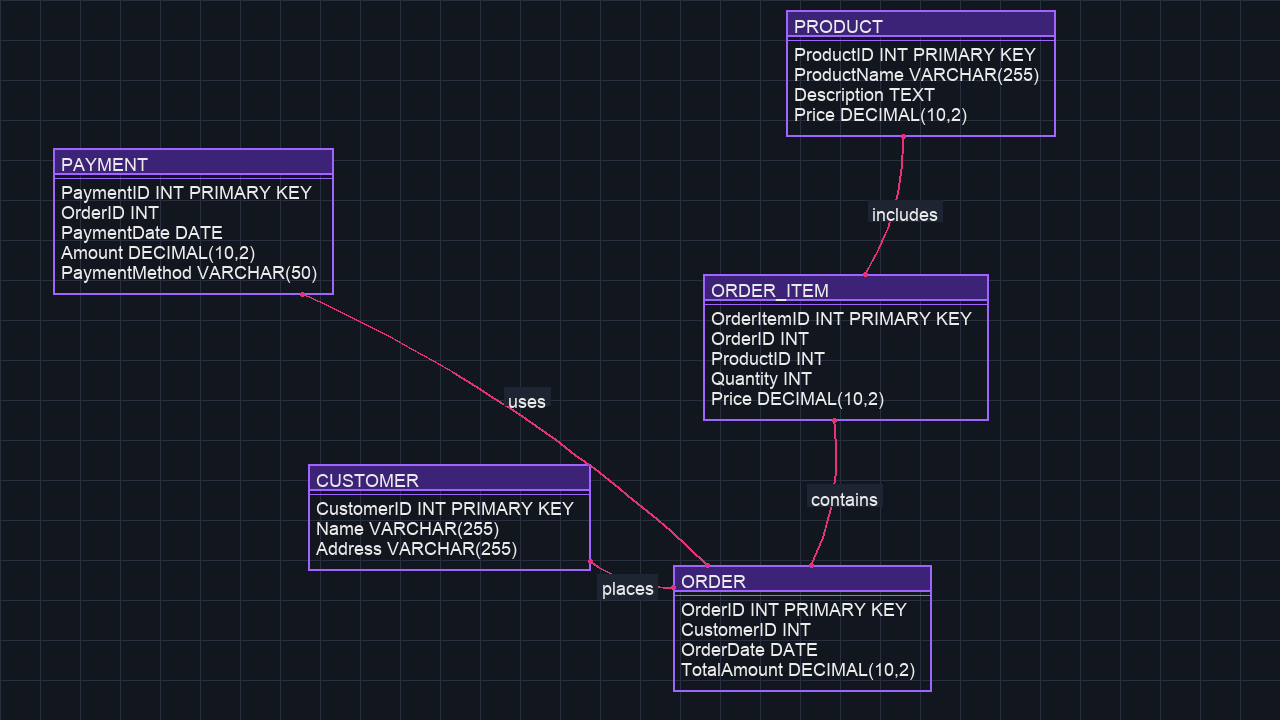 PRODUCT
ProductID INT PRIMARY KEY
ProductName VARCHAR(255)
Description TEXT
Price DECIMAL(10,2)
PAYMENT
PaymentID INT PRIMARY KEY
OrderID INT
PaymentDate DATE
Amount DECIMAL(10,2)
PaymentMethod VARCHAR(50)
includes
ORDER_ITEM
OrderItemID INT PRIMARY KEY
OrderID INT
ProductID INT
Quantity INT
Price DECIMAL(10,2)
uses
CUSTOMER
CustomerID INT PRIMARY KEY
Name VARCHAR(255)
Address VARCHAR(255)
contains
places
ORDER
OrderID INT PRIMARY KEY
CustomerID INT
OrderDate DATE
TotalAmount DECIMAL(10,2)